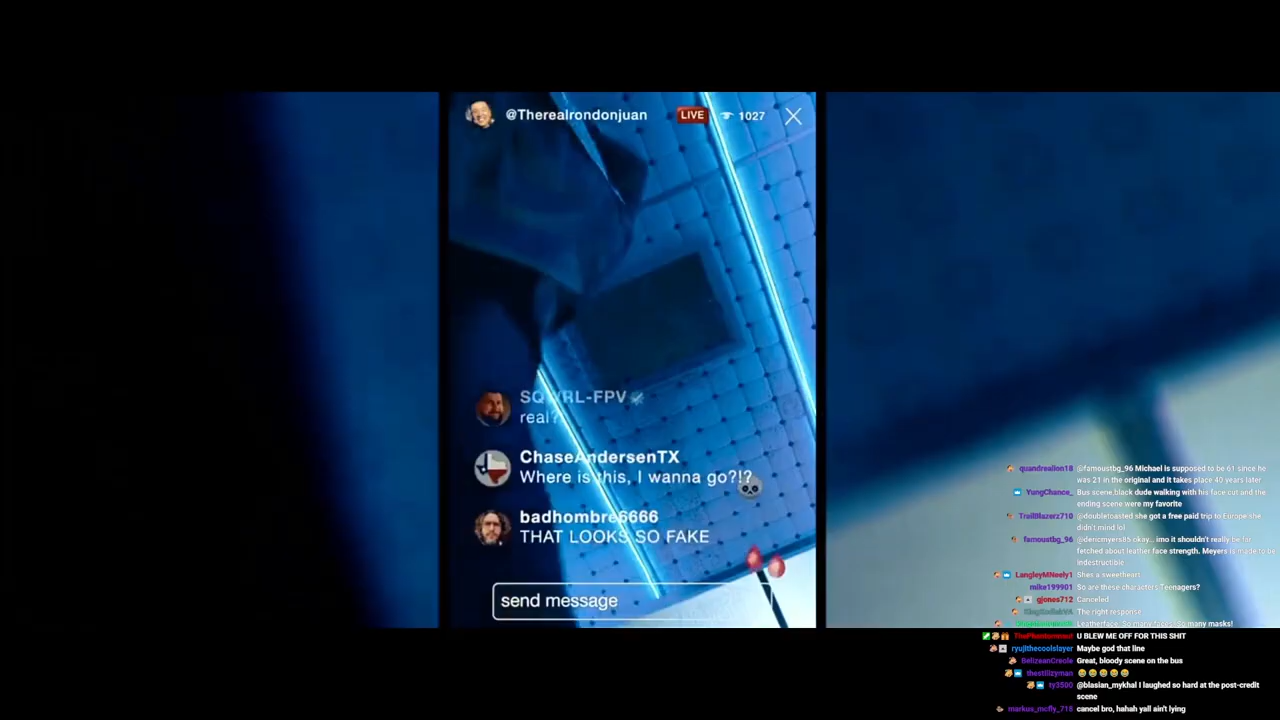 @Therealrondonjuan LIVE 1027
SQWRL-FPV
real?
ChaseAndersenTX
Where is this, I wanna go?!?
badhombre6666
THAT LOOKS SO FAKE
send message
quandrealion18 @famoustbg_96 Michael is supposed to be 61 since he
was 21 in the original and it takes place 40 years later
YungChance_ Bus scene,black dude walking with his face cut and the
ending scene were my favorite
TrailBlazerz710 @doubletoasted she got a free paid trip to Europe she
didn't mind lol
famoustbg_96 @dericmyers85 okay... imo it shouldn't really be far
fetched about leather face strength. Meyers is made to be
indestructible
LangleyMNeely1 Shes a sweetheart
mike199901 So are these characters Teenagers?
gjones712 Canceled
The right response
Leatherface. So many faces. So many masks!
U BLEW ME OFF FOR THIS SHIT
ryujithecoolslayer Maybe god that line
BelizeanCreole Great, bloody scene on the bus
thestilizyman
ty3500 @blasian_mykhal I laughed so hard at the post-credit
scene
markus_mcfly_718 cancel bro, hahah yall ain't lying